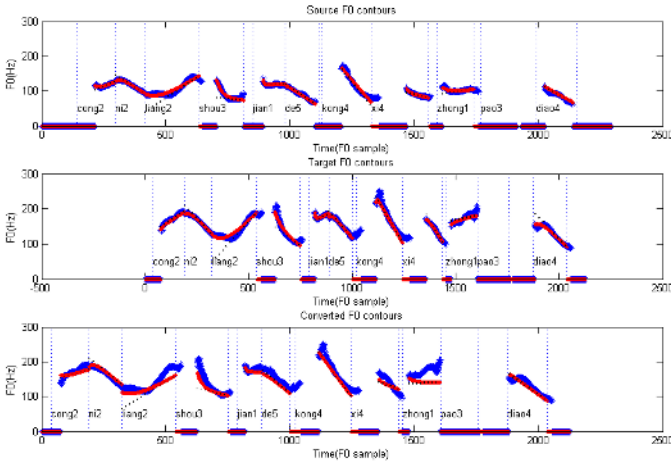 Source F0 contours
300
200
100
0
F0(Hz)
cong2 ni2 liang2 shou3 jian1 de5 kong4 xi4 zhong1 pao3 diao4
0 500 1000 1500 2000 2500
Time(F0 sample)
Target F0 contours
300
200
100
0
F0(Hz)
cong2 ni2 liang2 shou3 jian1 de5 kong4 xi4 zhong1 pao3 diao4
-500 0 500 1000 1500 2000 2500
Time(F0 sample)
Converted F0 contours
300
200
100
0
F0(Hz)
cong2 ni2 liang2 shou3 jian1 de5 kong4 xi4 zhong1 pao3 diao4
0 500 1000 1500 2000 2500
Time(F0 sample)